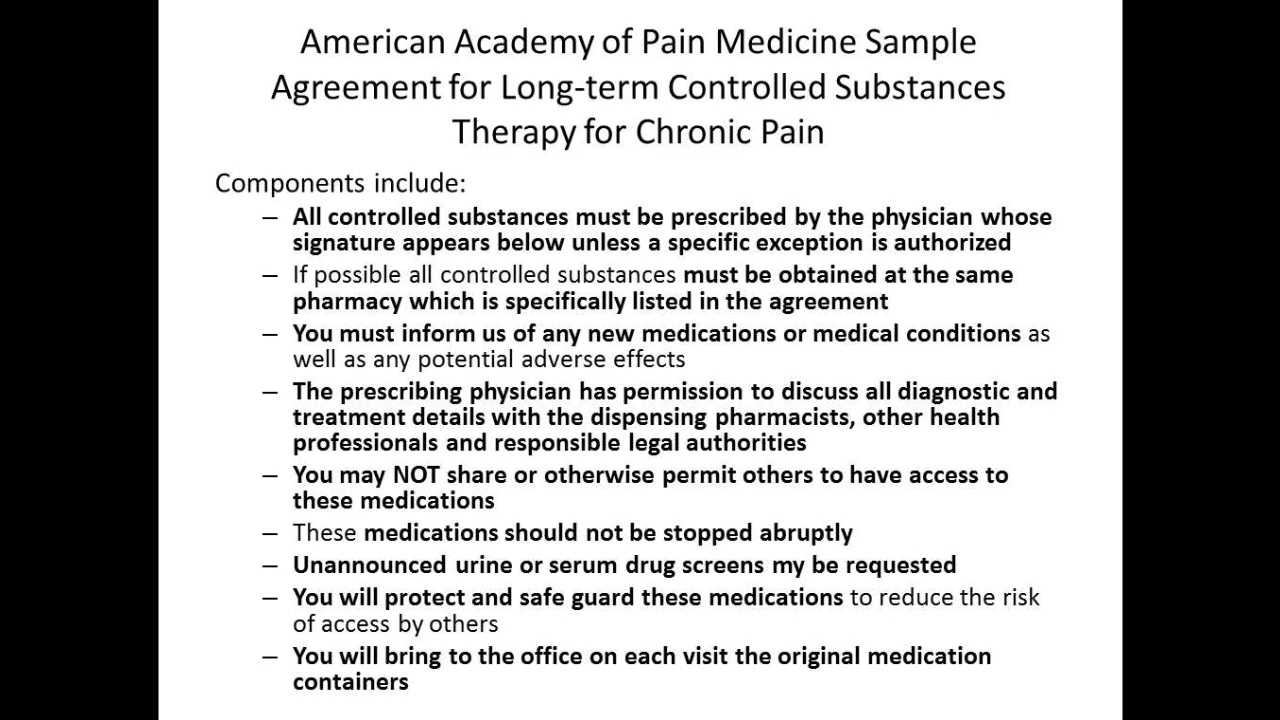 American Academy of Pain Medicine Sample
Agreement for Long-term Controlled Substances
Therapy for Chronic Pain
Components include:
– All controlled substances must be prescribed by the physician whose
signature appears below unless a specific exception is authorized
– If possible all controlled substances must be obtained at the same
pharmacy which is specifically listed in the agreement
– You must inform us of any new medications or medical conditions as
well as any potential adverse effects
– The prescribing physician has permission to discuss all diagnostic and
treatment details with the dispensing pharmacists, other health
professionals and responsible legal authorities
– You may NOT share or otherwise permit others to have access to
these medications
– These medications should not be stopped abruptly
– Unannounced urine or serum drug screens my be requested
– You will protect and safe guard these medications to reduce the risk
of access by others
– You will bring to the office on each visit the original medication
containers